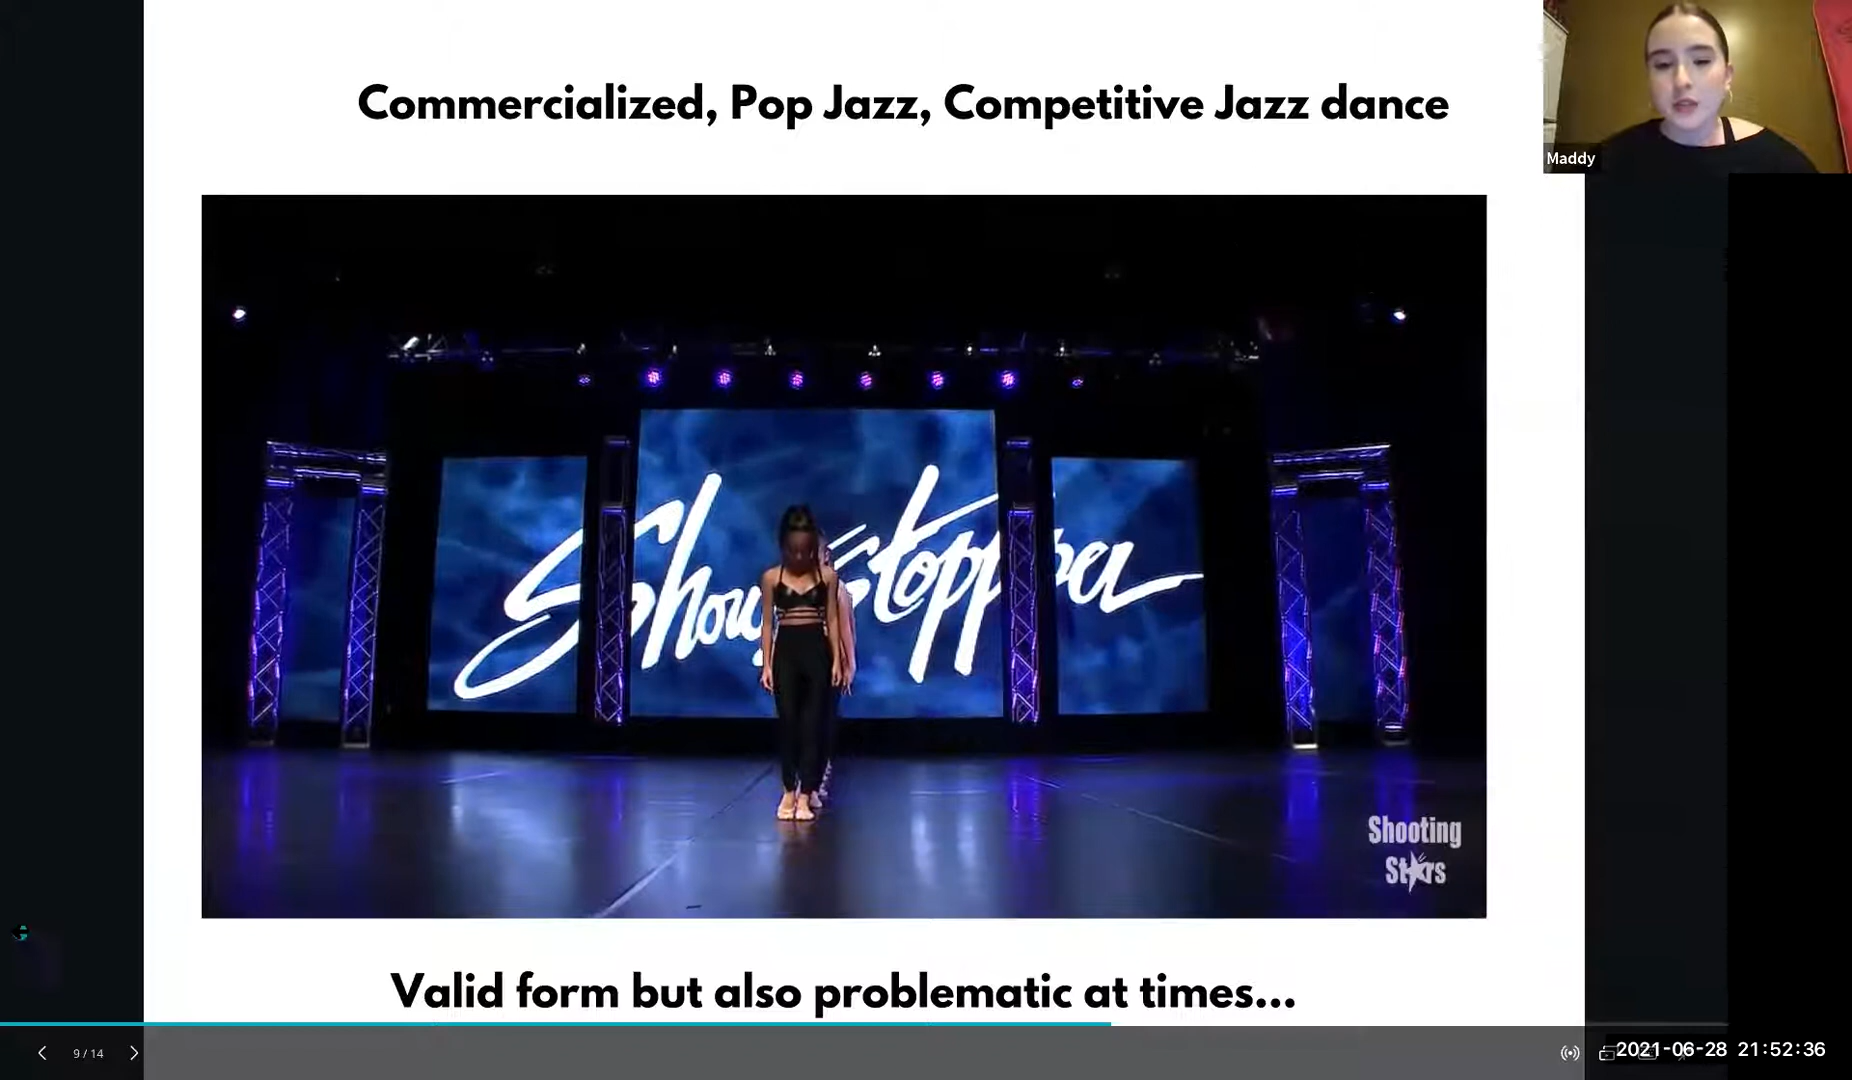 Commercialized, Pop Jazz, Competitive Jazz dance
Maddy
Showstopper
Shooting
Stars
Valid form but also problematic at times...
9 / 14
2021-06-28 21:52:36